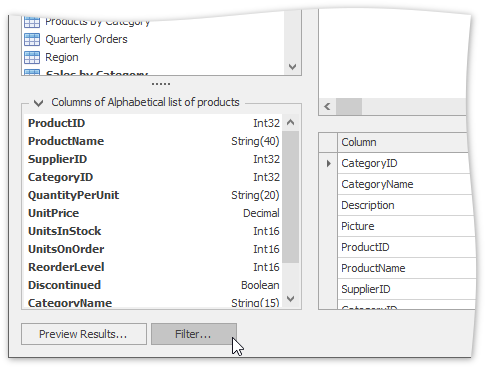 Products by Category
Quarterly Orders
Region
Sales by Category
Columns of Alphabetical list of products
ProductID Int32
ProductName String(40)
SupplierID Int32
CategoryID Int32
QuantityPerUnit String(20)
UnitPrice Decimal
UnitsInStock Int16
UnitsOnOrder Int16
ReorderLevel Int16
Discontinued Boolean
CategoryName String(15)
Column
CategoryID
CategoryName
Description
Picture
ProductID
ProductName
SupplierID
CategoryID
Preview Results...
Filter...